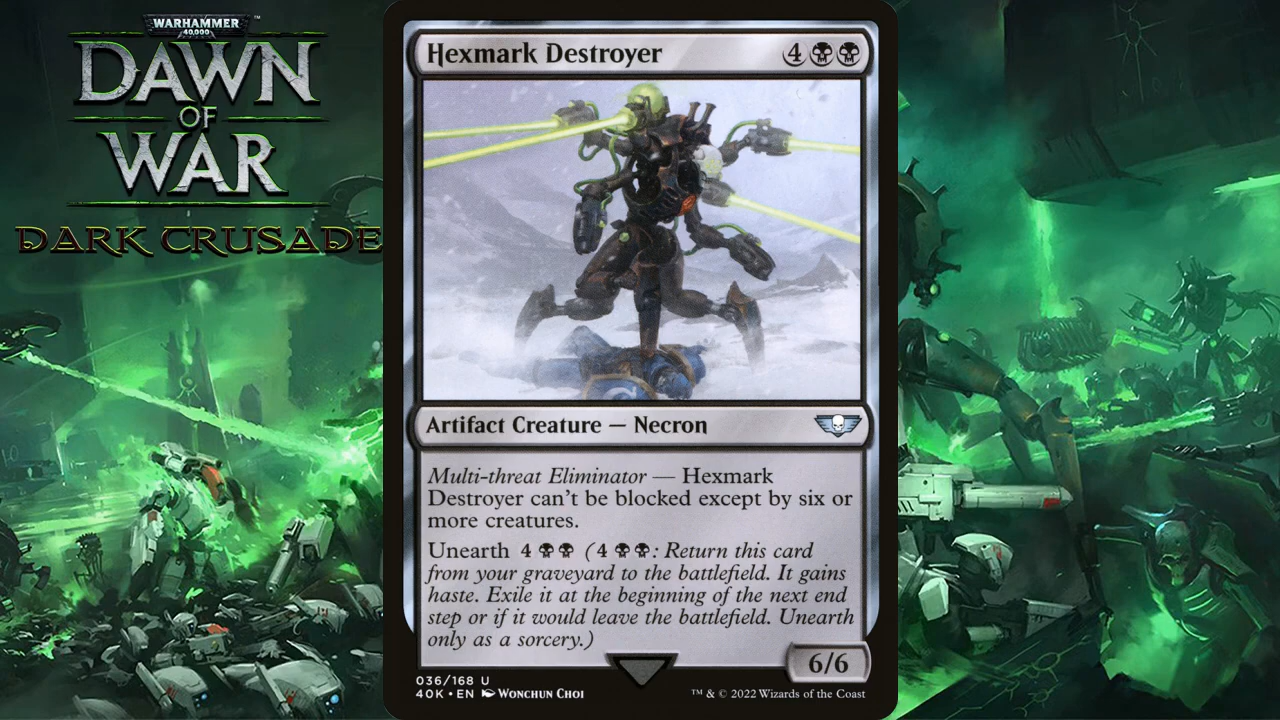 WARHAMMER™
40,000
DAWN
OF
WAR
DARK CRUSADE
Hexmark Destroyer 4
Artifact Creature — Necron
Multi-threat Eliminator — Hexmark
Destroyer can't be blocked except by six or
more creatures.
Unearth 4 (4 : Return this card
from your graveyard to the battlefield. It gains
haste. Exile it at the beginning of the next end
step or if it would leave the battlefield. Unearth
only as a sorcery.)
6/6
036/168 U
40K • EN Wonchun Choi
™ & © 2022 Wizards of the Coast